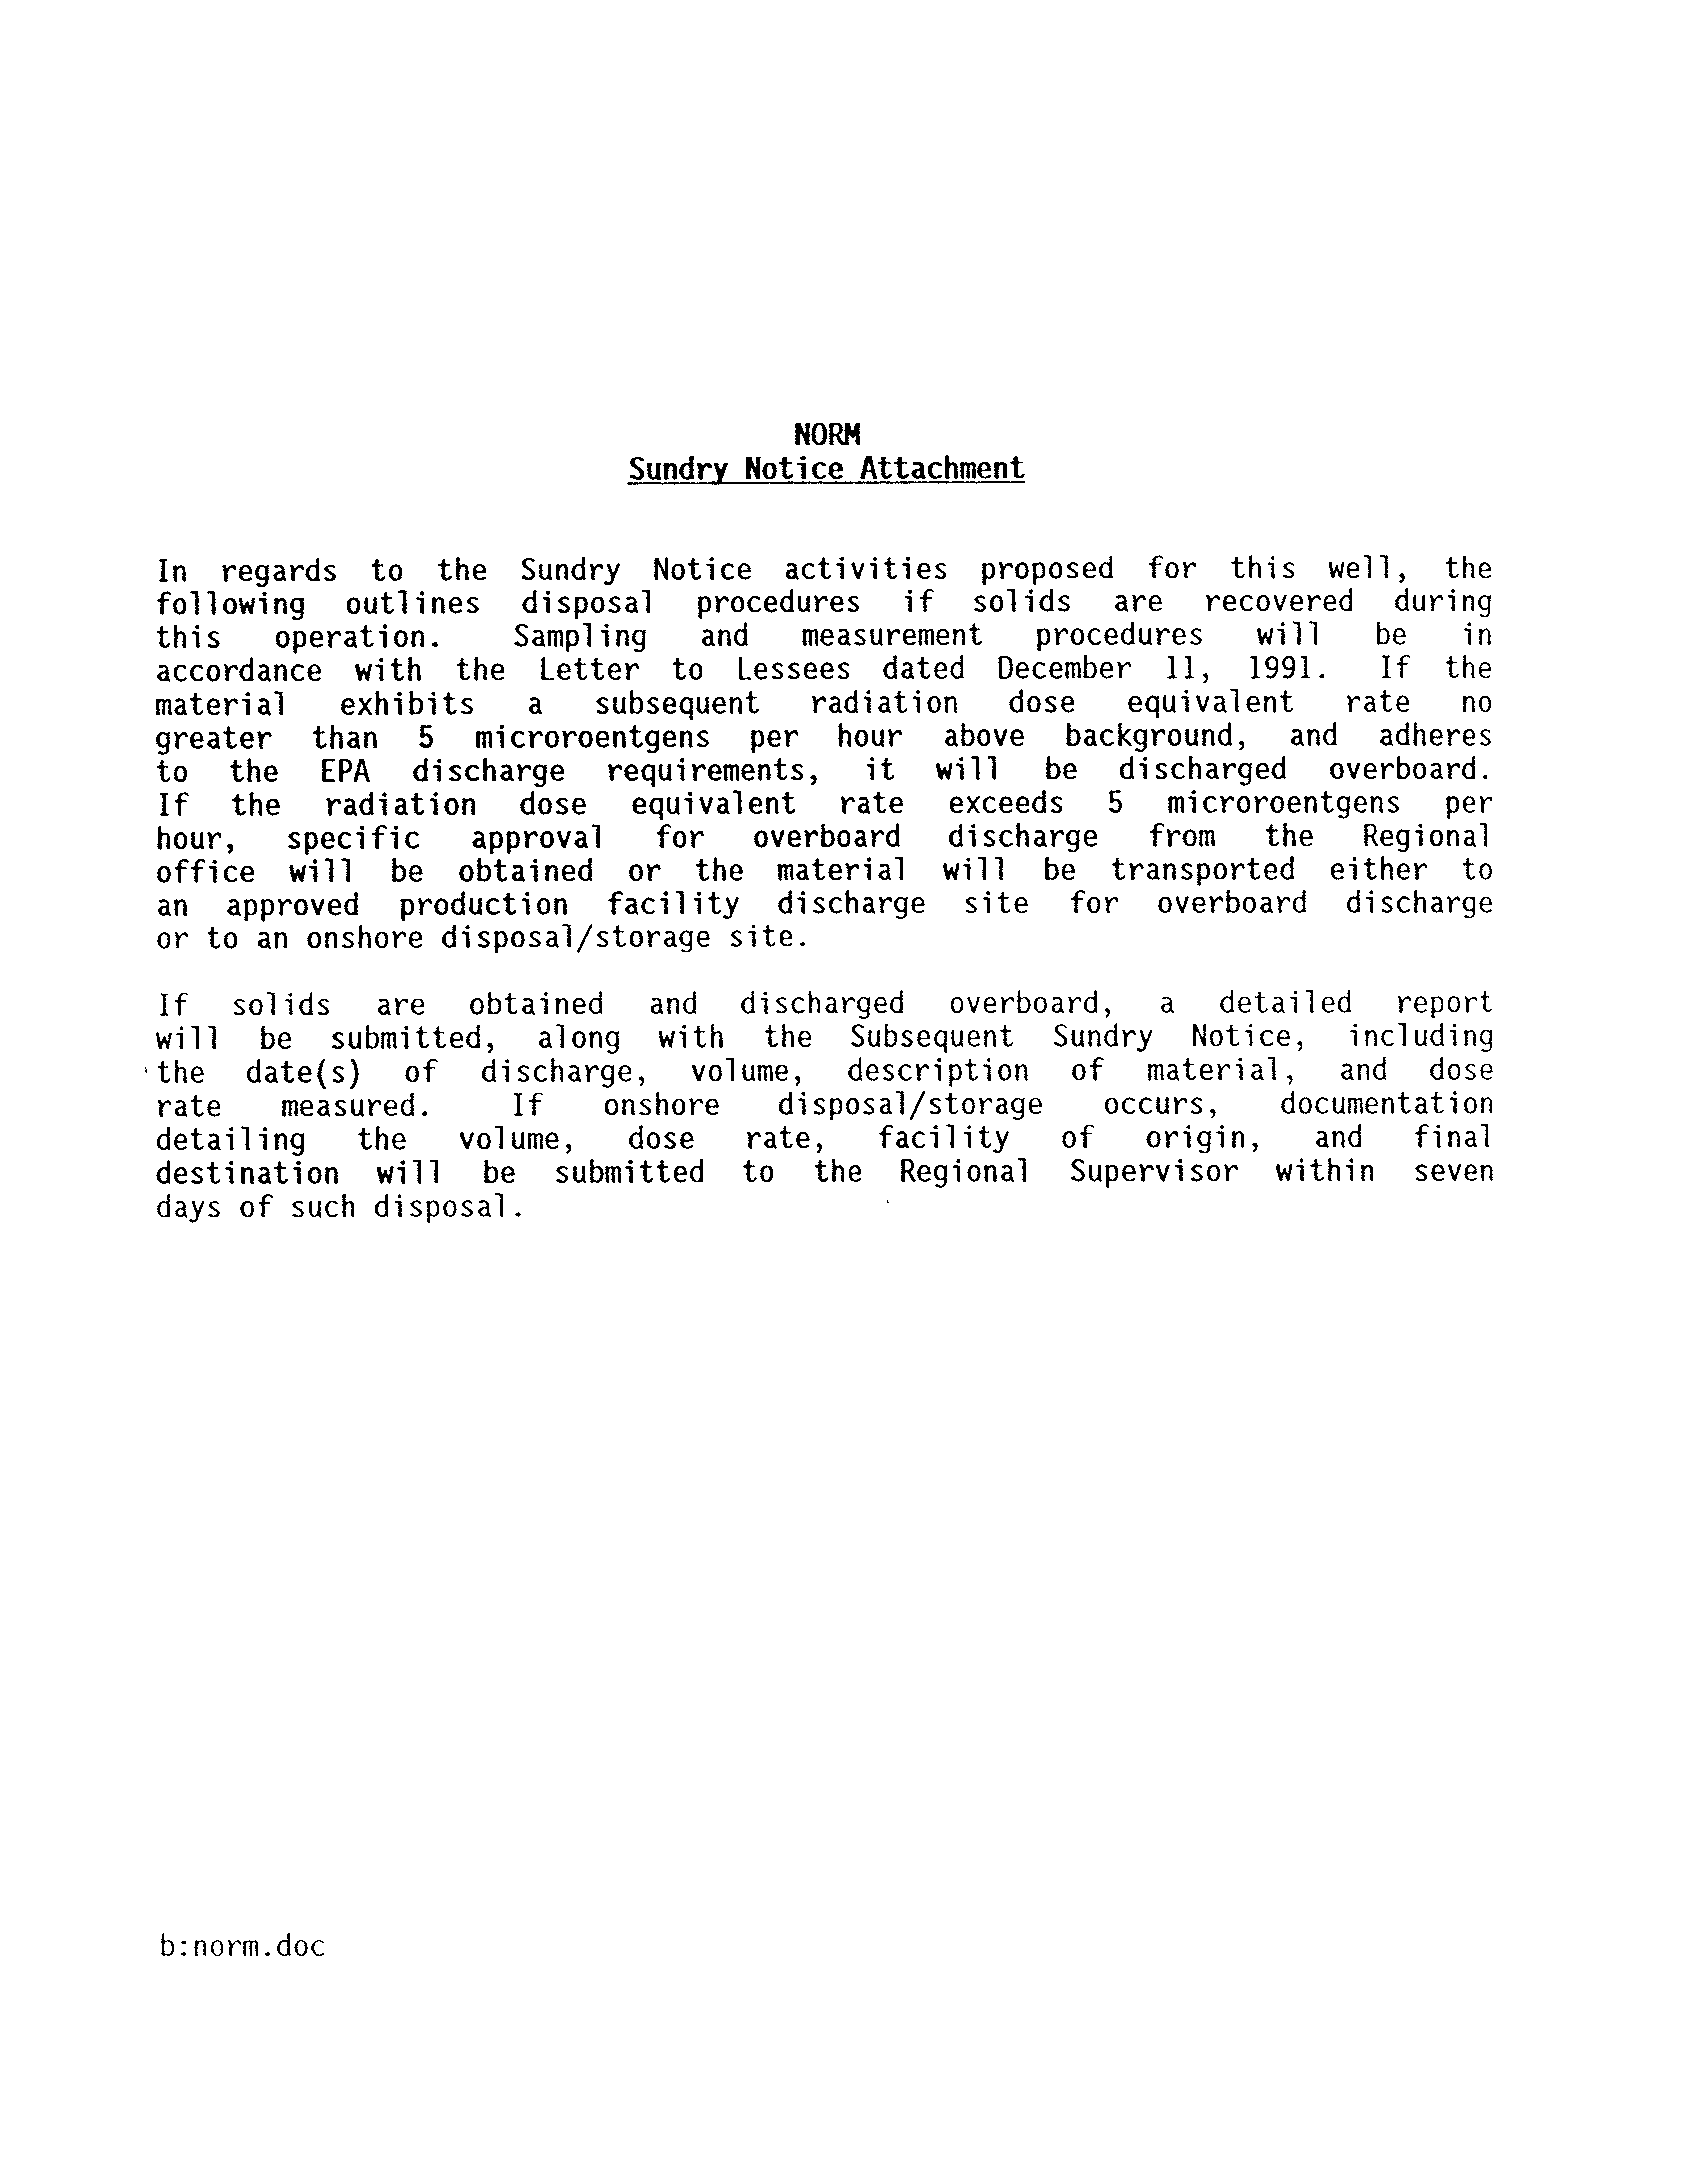 NORM
Sundry Notice Attachment
In regards to the Sundry Notice activities proposed for this well, the
following outlines disposal procedures if solids are recovered during
this operation. Sampling and measurement procedures will be in
accordance with the Letter to Lessees dated December 11, 1991. If the
material exhibits a subsequent radiation dose equivalent rate no
greater than 5 microroentgens per hour above background, and adheres
to the EPA discharge requirements, it will be discharged overboard.
If the radiation dose equivalent rate exceeds 5 microroentgens per
hour, specific approval for overboard discharge from the Regional
office will be obtained or the material will be transported either to
an approved production facility discharge site for overboard discharge
or to an onshore disposal/storage site.
If solids are obtained and discharged overboard, a detailed report
will be submitted, along with the Subsequent Sundry Notice, including
the date(s) of discharge, volume, description of material, and dose
rate measured. If onshore disposal/storage occurs, documentation
detailing the volume, dose rate, facility of origin, and final
destination will be submitted to the Regional Supervisor within seven
days of such disposal.
b:norm.doc